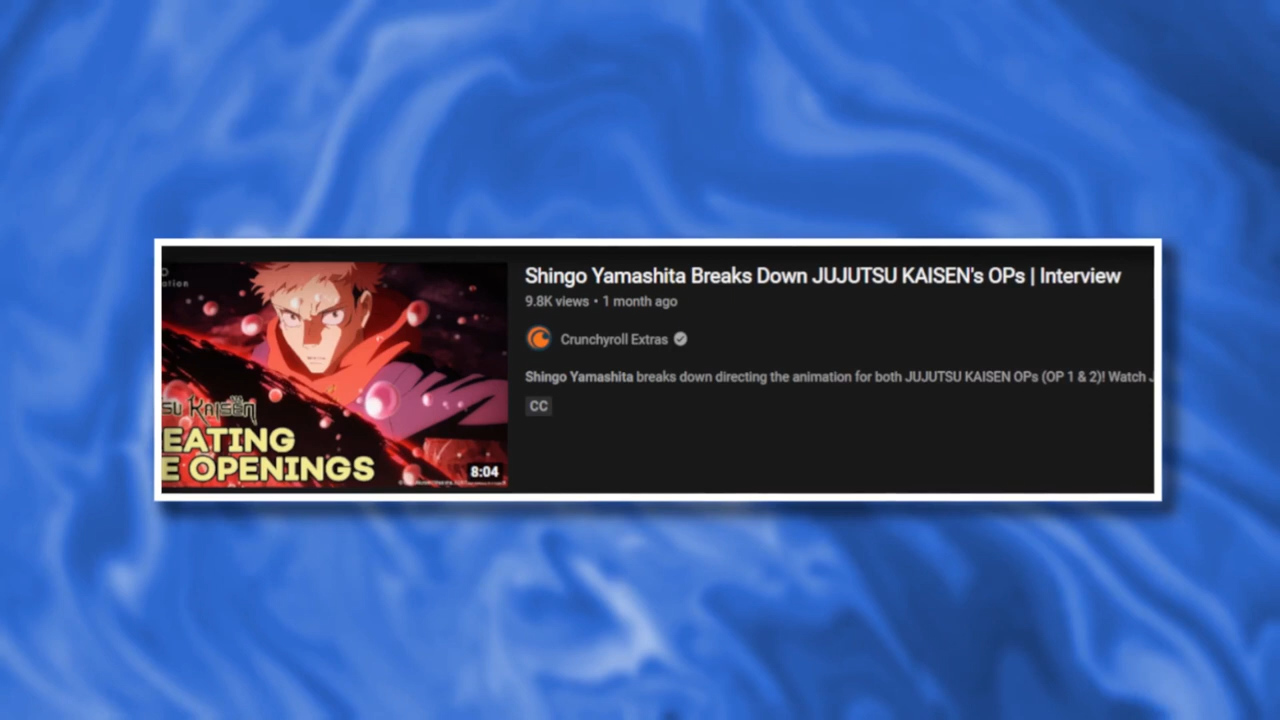 Shingo Yamashita Breaks Down JUJUTSU KAISEN's OPs | Interview
9.8K views • 1 month ago
Crunchyroll Extras
Shingo Yamashita breaks down directing the animation for both JUJUTSU KAISEN OPs (OP 1 & 2)! Watch
CC
ation
SU KAISEN
EATING
E OPENINGS
8:04